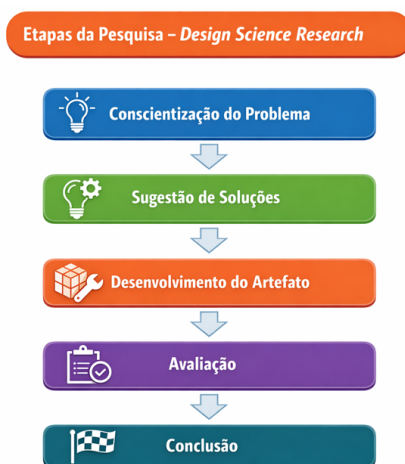 Etapas da Pesquisa – Design Science Research
Conscientização do Problema
Sugestão de Soluções
Desenvolvimento do Artefato
Avaliação
Conclusão